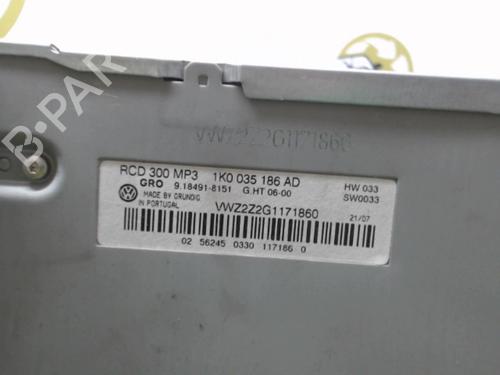 B-PAR
VWZ2Z2G1171860
RCD 300 MP3 1K0 035 186 AD
GRO 9.18491-8151 G.HT 06-00
HW 033
SW0033
MADE BY GRUNDIG
IN PORTUGAL
VWZ2Z2G1171860
21/07
02 56245 0330 117186 0